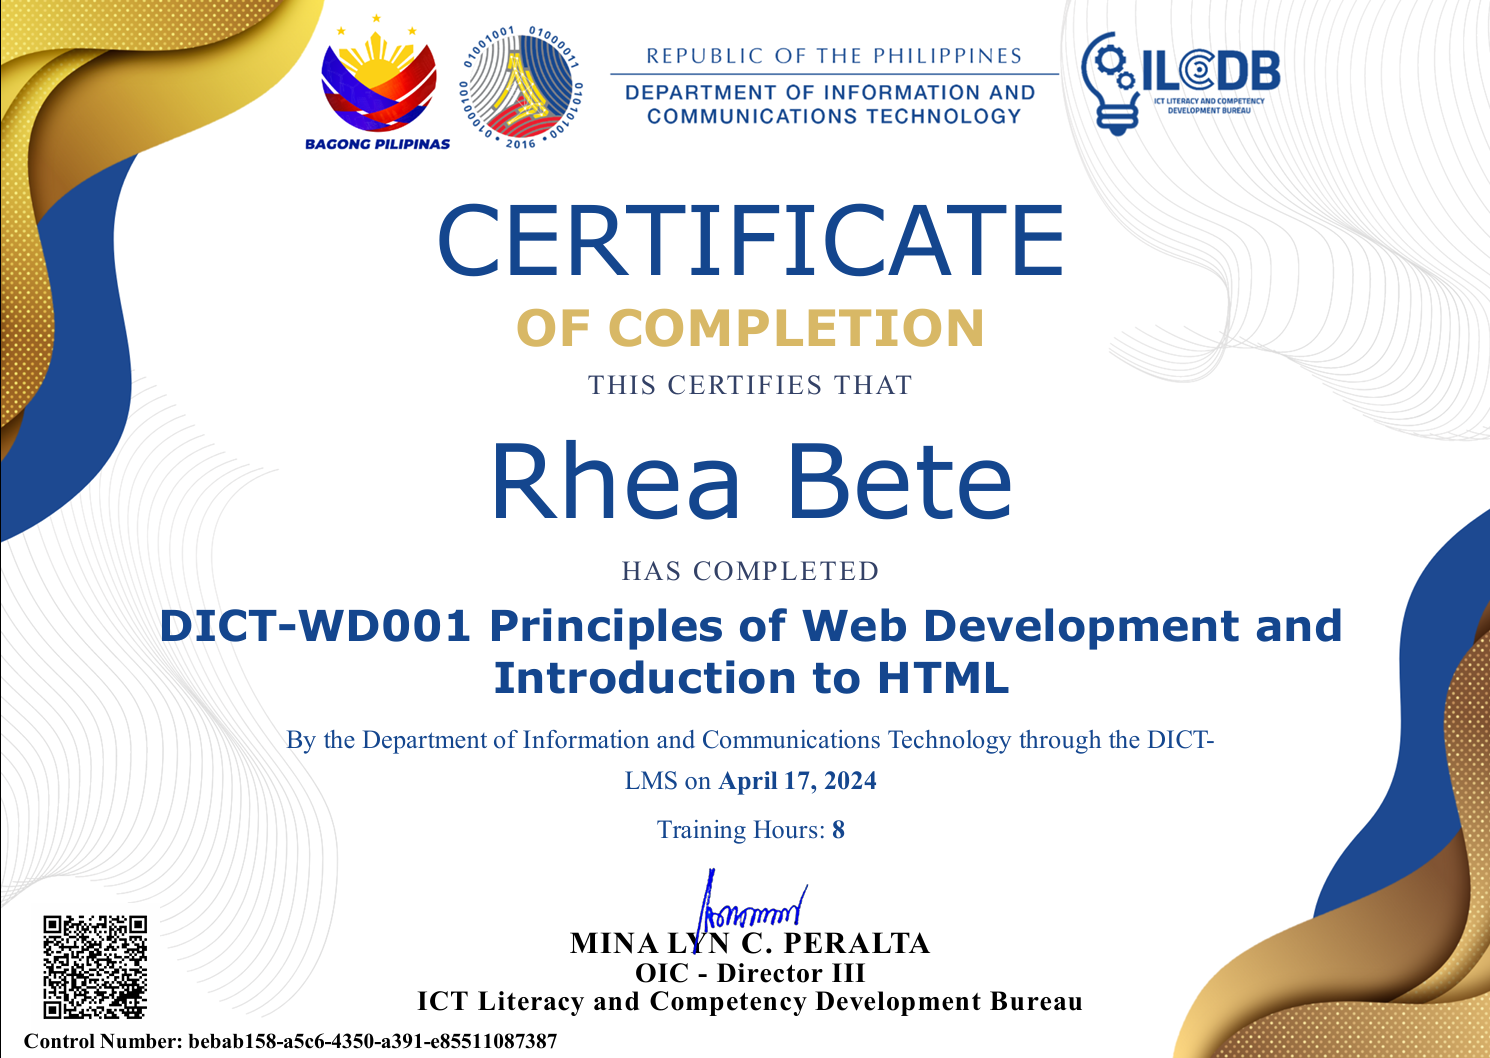 BAGONG PILIPINAS
01001001 01000011 01010100 0100010 • 2016 •
REPUBLIC OF THE PHILIPPINES
DEPARTMENT OF INFORMATION AND
COMMUNICATIONS TECHNOLOGY
ILCDB
ICT LITERACY AND COMPETENCY
DEVELOPMENT BUREAU
CERTIFICATE
OF COMPLETION
THIS CERTIFIES THAT
Rhea Bete
HAS COMPLETED
DICT-WD001 Principles of Web Development and
Introduction to HTML
By the Department of Information and Communications Technology through the DICT-
LMS on April 17, 2024
Training Hours: 8
MINA LYN C. PERALTA
OIC - Director III
ICT Literacy and Competency Development Bureau
Control Number: bebab158-a5c6-4350-a391-e85511087387